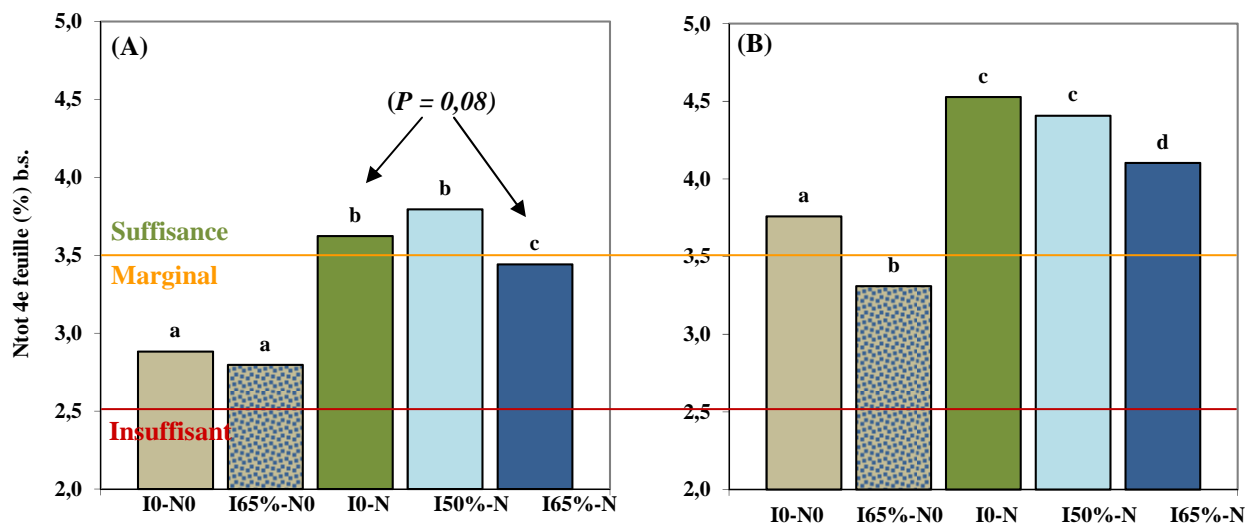 Ntot 4e feuille (%) b.s.
(A)
5,0
4,5
4,0
3,5
3,0
2,5
2,0
(P = 0,08)
Suffisance
Marginal
Insuffisant
a
a
b
b
c
I0-N0
I65%-N0
I0-N
I50%-N
I65%-N
(B)
5,0
4,5
4,0
3,5
3,0
2,5
2,0
a
b
c
c
d
I0-N0
I65%-N0
I0-N
I50%-N
I65%-N